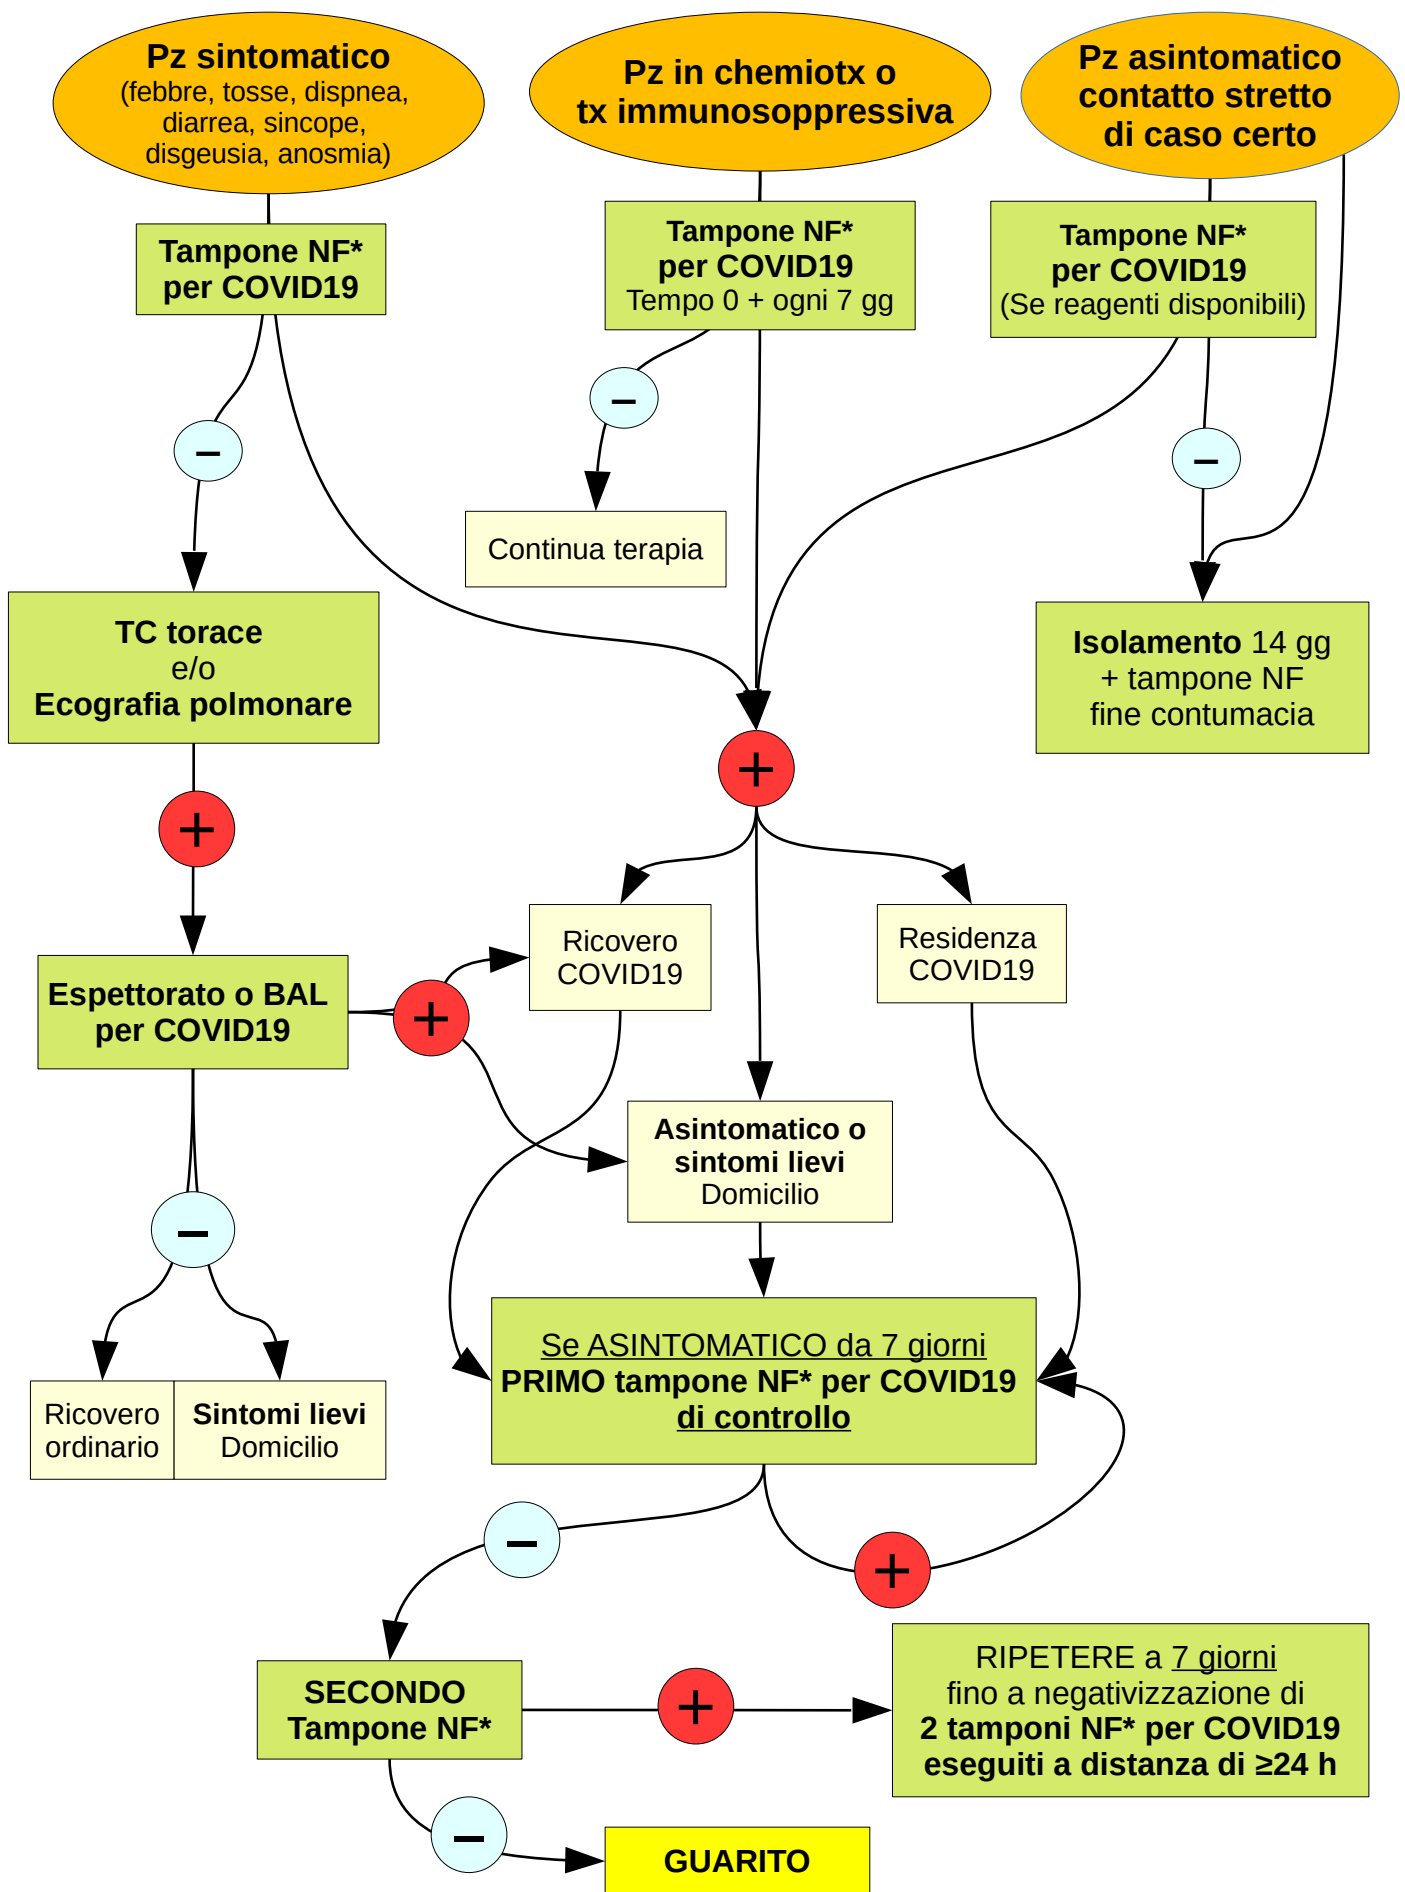 Pz sintomatico
(febbre, tosse, dispnea,
diarrea, sincope,
disgeusia, anosmia)
Pz in chemiotx o
tx immunosoppressiva
Pz asintomatico
contatto stretto
di caso certo
Tampone NF*
per COVID19
Tampone NF*
per COVID19
Tempo 0 + ogni 7 gg
Tampone NF*
per COVID19
(Se reagenti disponibili)
–
–
–
Continua terapia
TC torace
e/o
Ecografia polmonare
Isolamento 14 gg
+ tampone NF
fine contumacia
+
+
Ricovero
COVID19
Residenza
COVID19
Espettorato o BAL
per COVID19
+
Asintomatico o
sintomi lievi
Domicilio
–
Se ASINTOMATICO da 7 giorni
PRIMO tampone NF* per COVID19
di controllo
Ricovero
ordinario
Sintomi lievi
Domicilio
–
+
SECONDO
Tampone NF*
+
RIPETERE a 7 giorni
fino a negativizzazione di
2 tamponi NF* per COVID19
eseguiti a distanza di ≥24 h
–
GUARITO